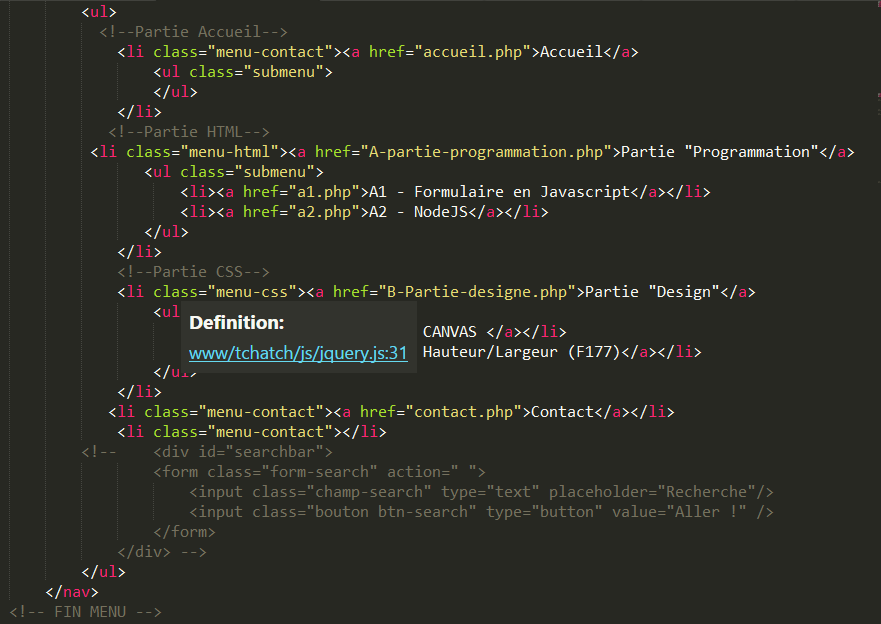 <ul>
<!--Partie Accueil-->
<li class="menu-contact"><a href="accueil.php">Accueil</a>
<ul class="submenu">
</ul>
</li>
<!--Partie HTML-->
<li class="menu-html"><a href="A-partie-programmation.php">Partie "Programmation"</a>
<ul class="submenu">
<li><a href="a1.php">A1 - Formulaire en Javascript</a></li>
<li><a href="a2.php">A2 - NodeJS</a></li>
</ul>
</li>
<!--Partie CSS-->
<li class="menu-css"><a href="B-Partie-designe.php">Partie "Design"</a>
<ul
Definition:
CANVAS </a></li>
www/tchatch/js/jquery.js:31
Hauteur/Largeur (F177)</a></li>
</ul>
</li>
<li class="menu-contact"><a href="contact.php">Contact</a></li>
<li class="menu-contact"></li>
<!-- <div id="searchbar">
<form class="form-search" action=" ">
<input class="champ-search" type="text" placeholder="Recherche"/>
<input class="bouton btn-search" type="button" value="Aller !" />
</form>
</div> -->
</ul>
</nav>
<!-- FIN MENU -->